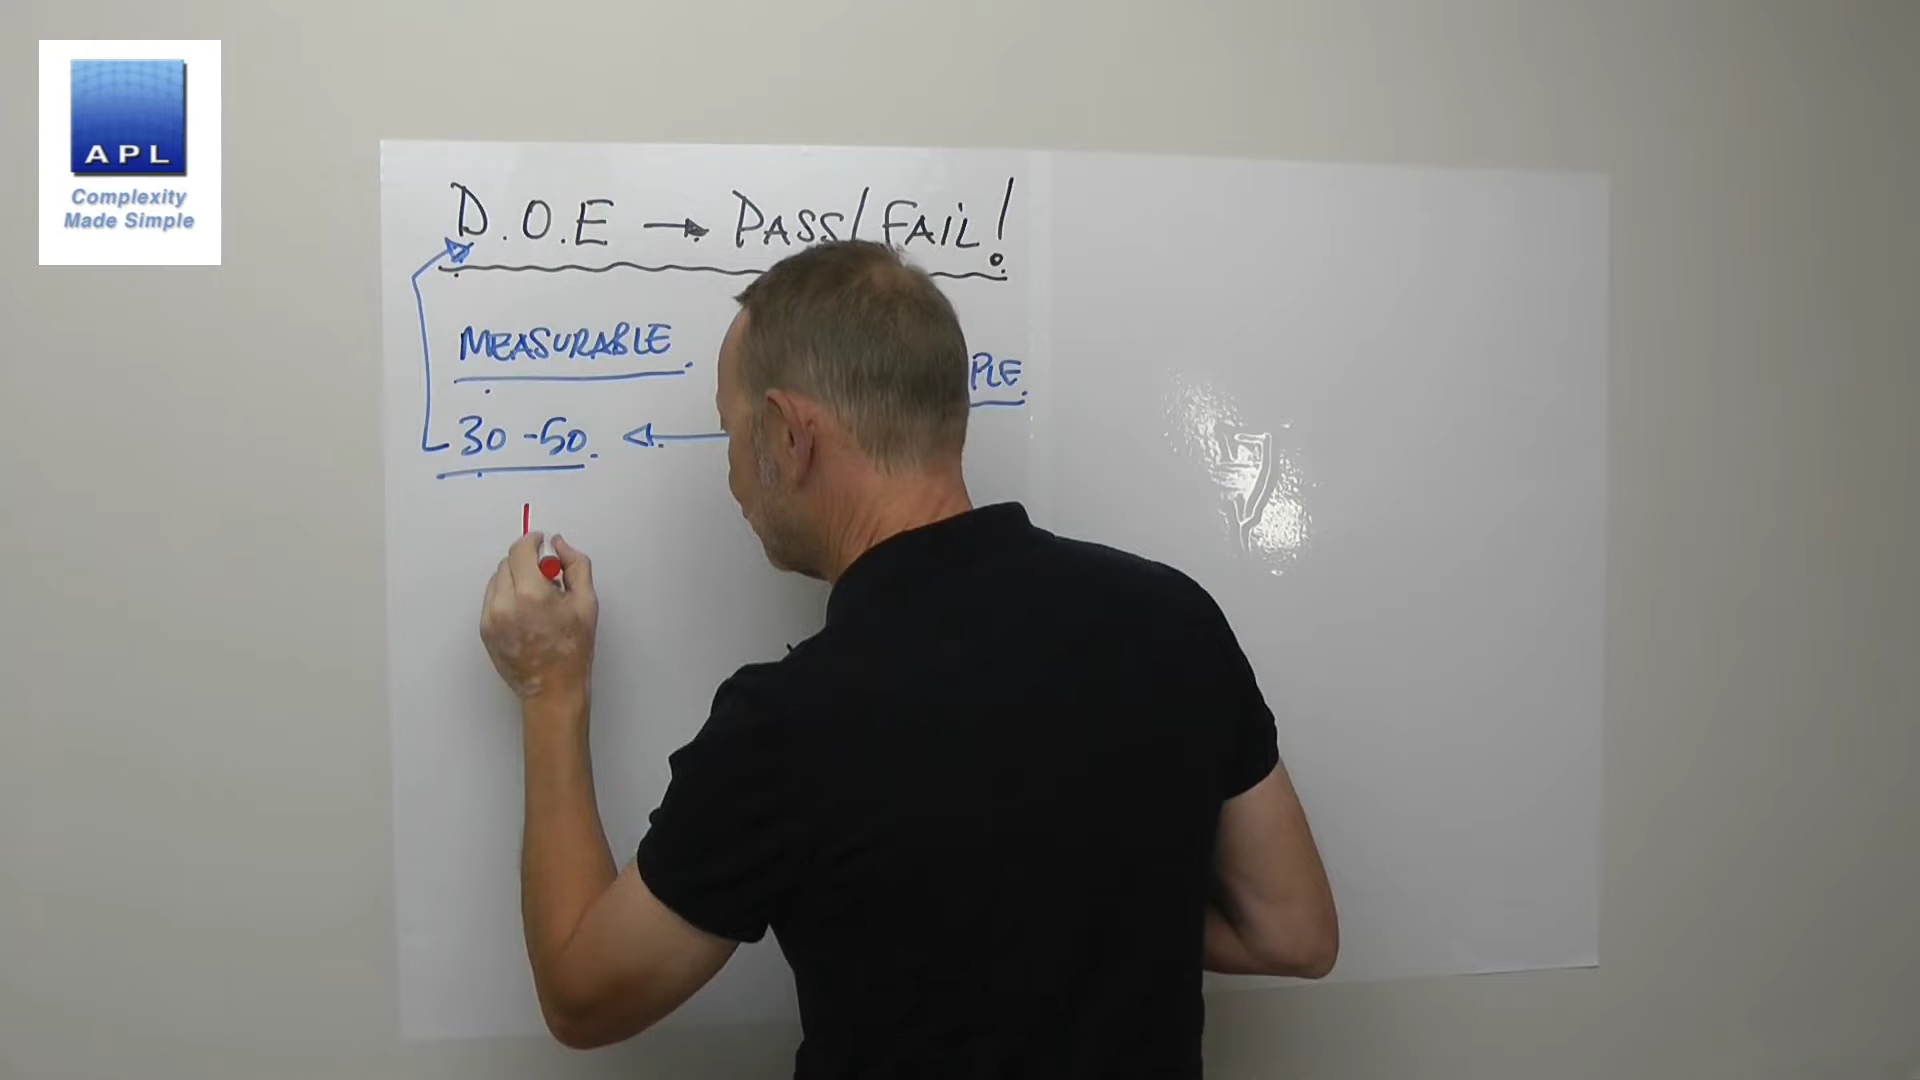 APL
Complexity
Made Simple
D.O.E → PASS/FAIL!
MEASURABLE
PLE
30-50